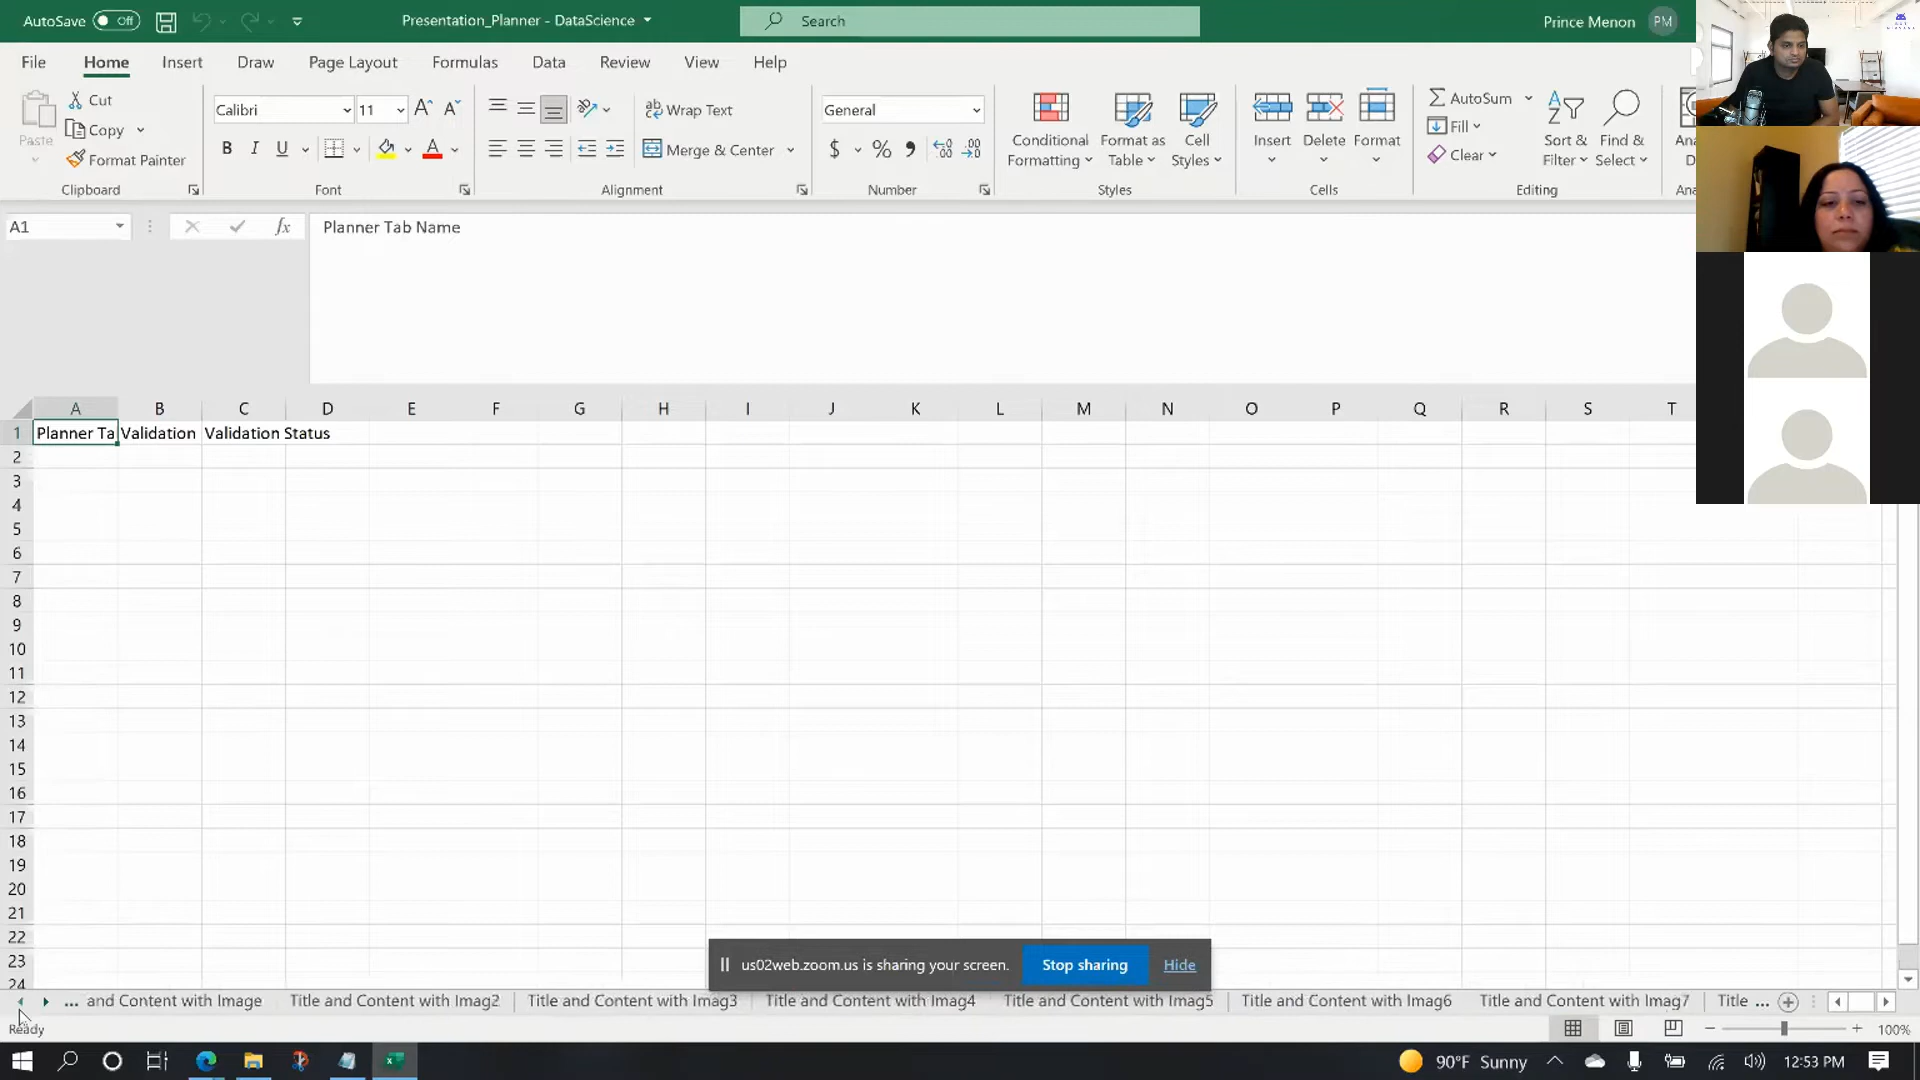 AutoSave Off Presentation_Planner - DataScience Search Prince Menon PM
File Home Insert Draw Page Layout Formulas Data Review View Help
Paste Cut Copy Format Painter Clipboard
Calibri 11 B I U A Font
Wrap Text Merge & Center Alignment
General $ % Number
Conditional Formatting Format as Table Cell Styles Styles
Insert Delete Format Cells
AutoSum Fill Clear Sort & Filter Find & Select Editing
A1 fx Planner Tab Name
A B C D E F G H I J K L M N O P Q R S T
1 Planner Ta Validation Validation Status
2
3
4
5
6
7
8
9
10
11
12
13
14
15
16
17
18
19
20
21
22
23
24
us02web.zoom.us is sharing your screen. Stop sharing Hide
... and Content with Image Title and Content with Imag2 Title and Content with Imag3 Title and Content with Imag4 Title and Content with Imag5 Title and Content with Imag6 Title and Content with Imag7 Title ...
Ready 100%
90°F Sunny 12:53 PM